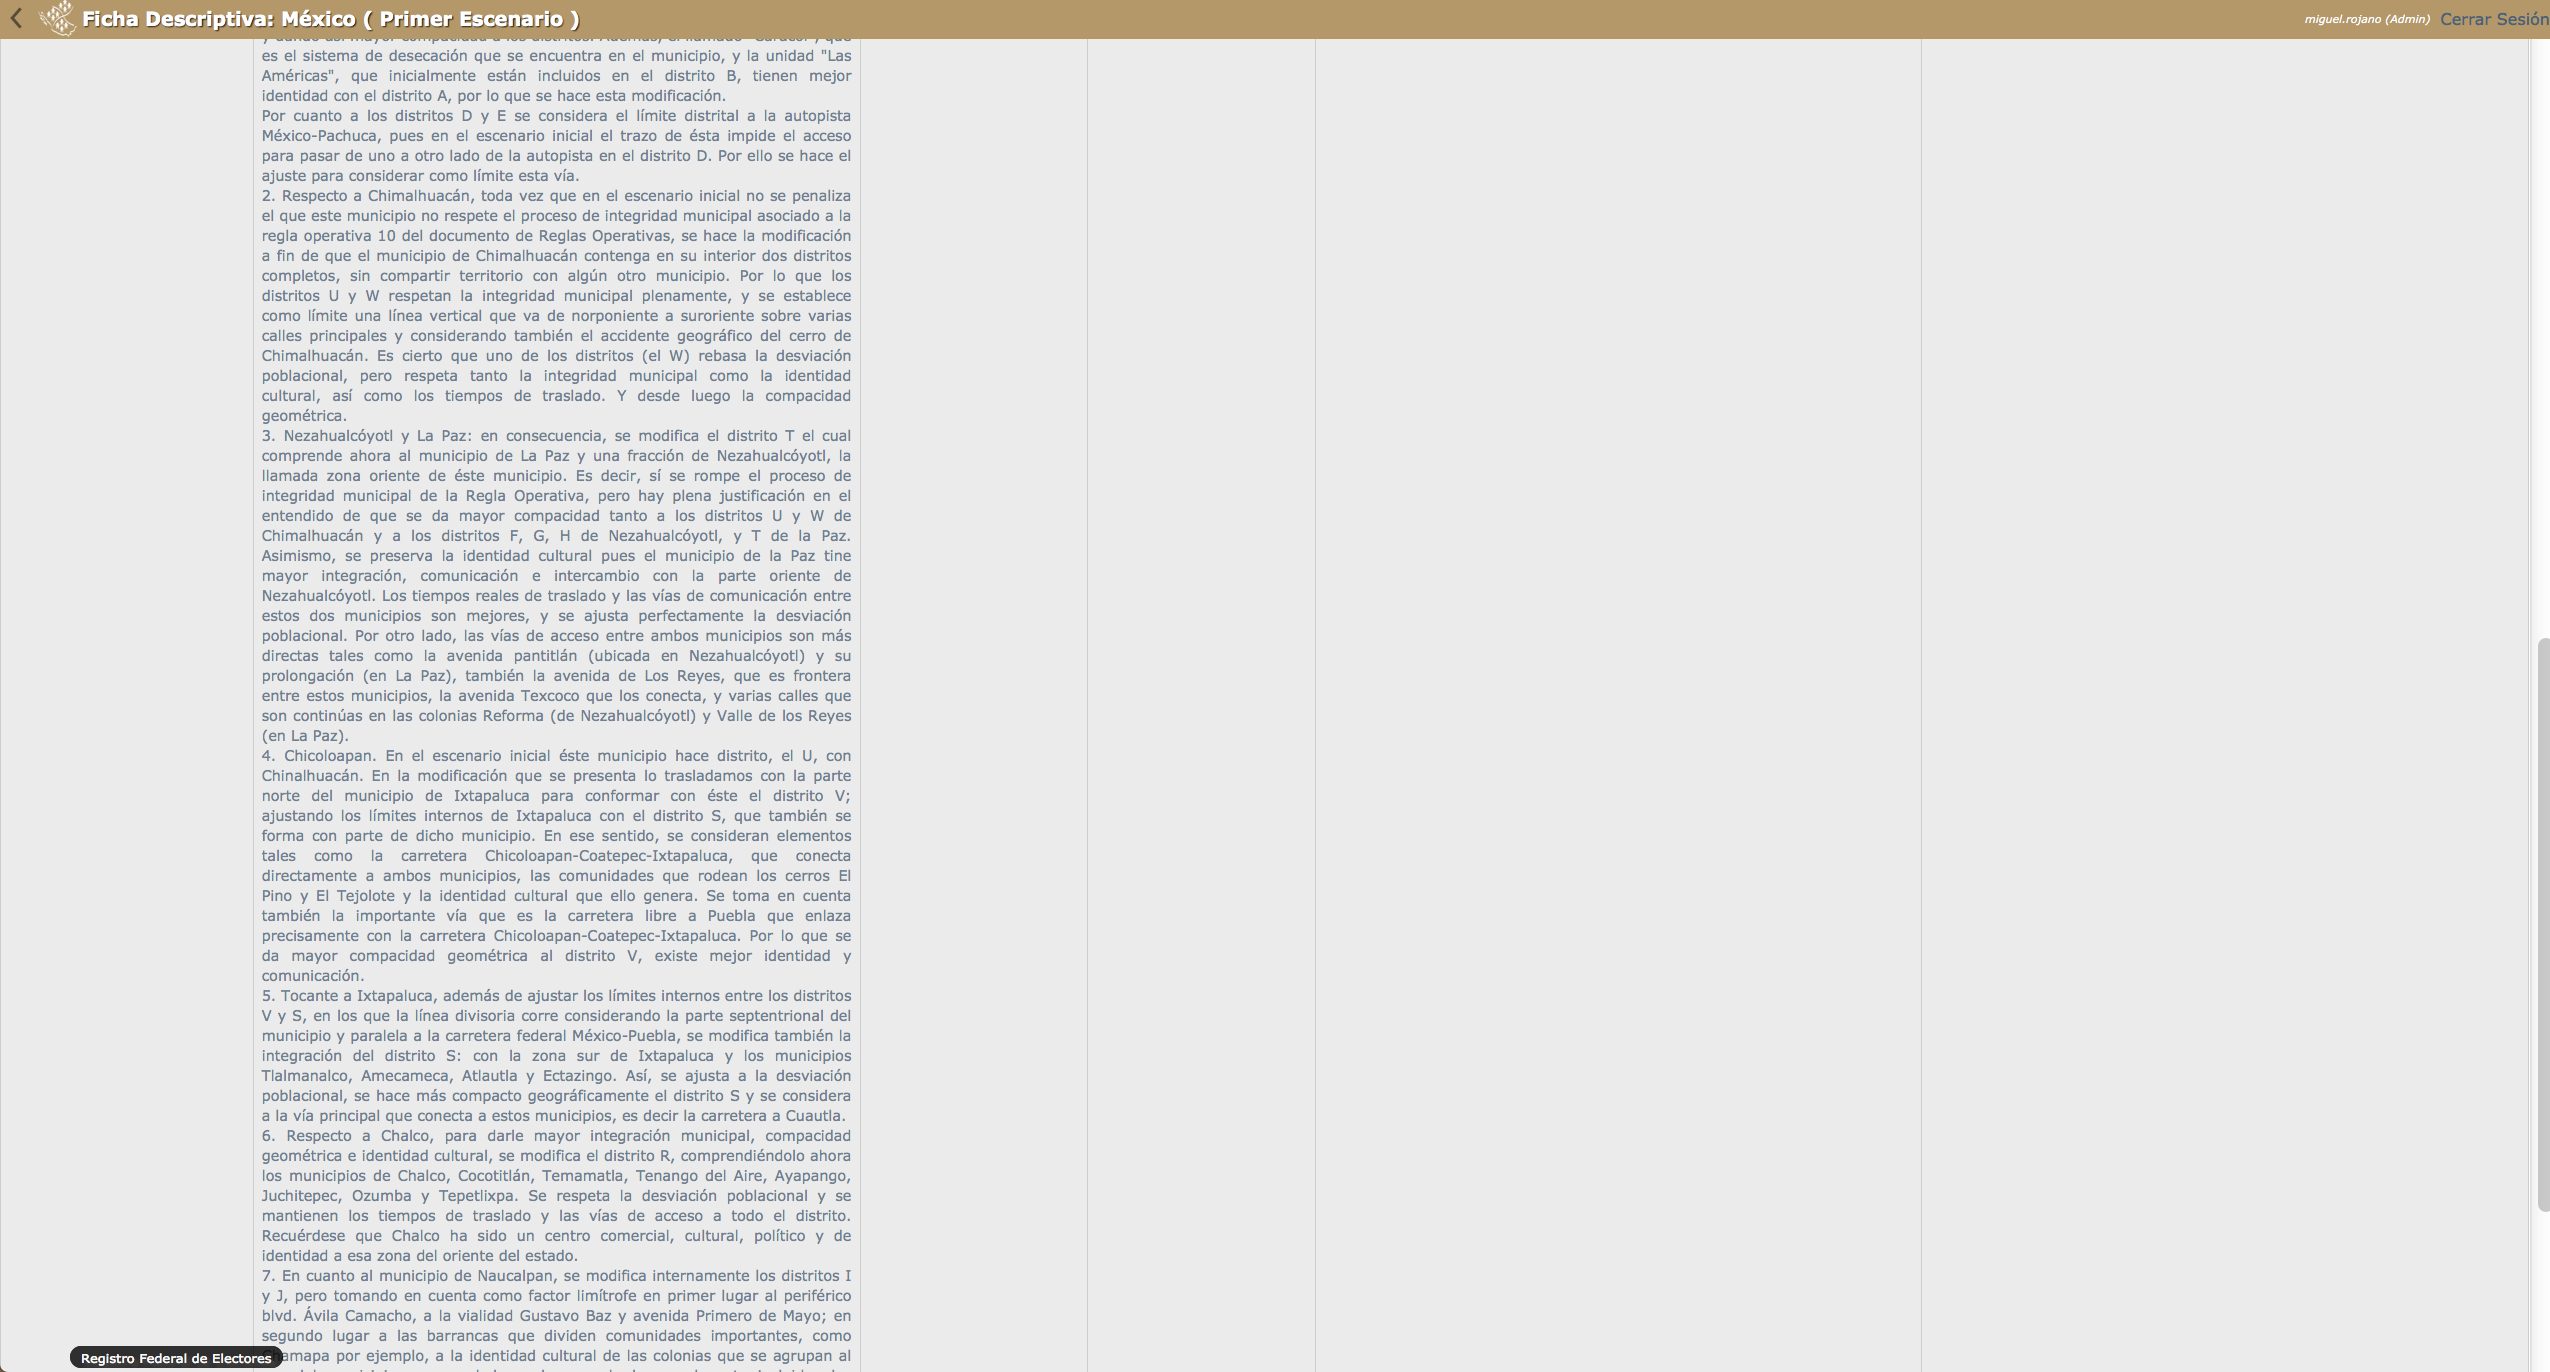 Ficha Descriptiva: México ( Primer Escenario )
miguel.rojano (Admin) Cerrar Sesión
y dando así mayor compacidad a los distritos. Además, el llamado "Caracol", que
es el sistema de desecación que se encuentra en el municipio, y la unidad "Las
Américas", que inicialmente están incluidos en el distrito B, tienen mejor
identidad con el distrito A, por lo que se hace esta modificación.
Por cuanto a los distritos D y E se considera el límite distrital a la autopista
México-Pachuca, pues en el escenario inicial el trazo de ésta impide el acceso
para pasar de uno a otro lado de la autopista en el distrito D. Por ello se hace el
ajuste para considerar como límite esta vía.
2. Respecto a Chimalhuacán, toda vez que en el escenario inicial no se penaliza
el que este municipio no respete el proceso de integridad municipal asociado a la
regla operativa 10 del documento de Reglas Operativas, se hace la modificación
a fin de que el municipio de Chimalhuacán contenga en su interior dos distritos
completos, sin compartir territorio con algún otro municipio. Por lo que los
distritos U y W respetan la integridad municipal plenamente, y se establece
como límite una línea vertical que va de norponiente a suroriente sobre varias
calles principales y considerando también el accidente geográfico del cerro de
Chimalhuacán. Es cierto que uno de los distritos (el W) rebasa la desviación
poblacional, pero respeta tanto la integridad municipal como la identidad
cultural, así como los tiempos de traslado. Y desde luego la compacidad
geométrica.
3. Nezahualcóyotl y La Paz: en consecuencia, se modifica el distrito T el cual
comprende ahora al municipio de La Paz y una fracción de Nezahualcóyotl, la
llamada zona oriente de éste municipio. Es decir, sí se rompe el proceso de
integridad municipal de la Regla Operativa, pero hay plena justificación en el
entendido de que se da mayor compacidad tanto a los distritos U y W de
Chimalhuacán y a los distritos F, G, H de Nezahualcóyotl, y T de la Paz.
Asimismo, se preserva la identidad cultural pues el municipio de la Paz tine
mayor integración, comunicación e intercambio con la parte oriente de
Nezahualcóyotl. Los tiempos reales de traslado y las vías de comunicación entre
estos dos municipios son mejores, y se ajusta perfectamente la desviación
poblacional. Por otro lado, las vías de acceso entre ambos municipios son más
directas tales como la avenida pantitlán (ubicada en Nezahualcóyotl) y su
prolongación (en La Paz), también la avenida de Los Reyes, que es frontera
entre estos municipios, la avenida Texcoco que los conecta, y varias calles que
son continúas en las colonias Reforma (de Nezahualcóyotl) y Valle de los Reyes
(en La Paz).
4. Chicoloapan. En el escenario inicial éste municipio hace distrito, el U, con
Chinalhuacán. En la modificación que se presenta lo trasladamos con la parte
norte del municipio de Ixtapaluca para conformar con éste el distrito V;
ajustando los límites internos de Ixtapaluca con el distrito S, que también se
forma con parte de dicho municipio. En ese sentido, se consideran elementos
tales como la carretera Chicoloapan-Coatepec-Ixtapaluca, que conecta
directamente a ambos municipios, las comunidades que rodean los cerros El
Pino y El Tejolote y la identidad cultural que ello genera. Se toma en cuenta
también la importante vía que es la carretera libre a Puebla que enlaza
precisamente con la carretera Chicoloapan-Coatepec-Ixtapaluca. Por lo que se
da mayor compacidad geométrica al distrito V, existe mejor identidad y
comunicación.
5. Tocante a Ixtapaluca, además de ajustar los límites internos entre los distritos
V y S, en los que la línea divisoria corre considerando la parte septentrional del
municipio y paralela a la carretera federal México-Puebla, se modifica también la
integración del distrito S: con la zona sur de Ixtapaluca y los municipios
Tlalmanalco, Amecameca, Atlautla y Ectazingo. Así, se ajusta a la desviación
poblacional, se hace más compacto geográficamente el distrito S y se considera
a la vía principal que conecta a estos municipios, es decir la carretera a Cuautla.
6. Respecto a Chalco, para darle mayor integración municipal, compacidad
geométrica e identidad cultural, se modifica el distrito R, comprendiéndolo ahora
los municipios de Chalco, Cocotitlán, Temamatla, Tenango del Aire, Ayapango,
Juchitepec, Ozumba y Tepetlixpa. Se respeta la desviación poblacional y se
mantienen los tiempos de traslado y las vías de acceso a todo el distrito.
Recuérdese que Chalco ha sido un centro comercial, cultural, político y de
identidad a esa zona del oriente del estado.
7. En cuanto al municipio de Naucalpan, se modifica internamente los distritos I
y J, pero tomando en cuenta como factor limítrofe en primer lugar al periférico
blvd. Ávila Camacho, a la vialidad Gustavo Baz y avenida Primero de Mayo; en
segundo lugar a las barrancas que dividen comunidades importantes, como
Chamapa por ejemplo, a la identidad cultural de las colonias que se agrupan al
Registro Federal de Electores